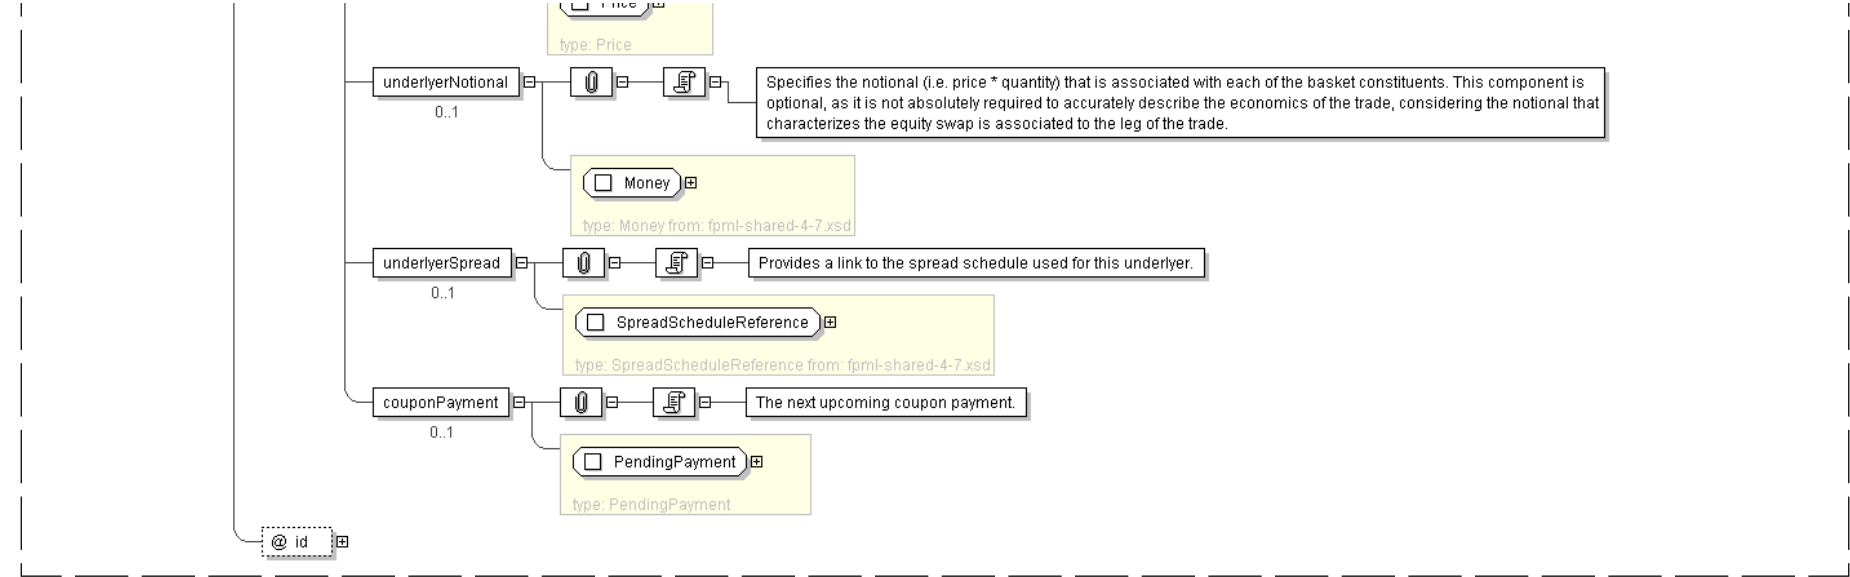 Price
type: Price
underlyerNotional
0..1
Specifies the notional (i.e. price * quantity) that is associated with each of the basket constituents. This component is
optional, as it is not absolutely required to accurately describe the economics of the trade, considering the notional that
characterizes the equity swap is associated to the leg of the trade.
Money
type: Money from: fpml-shared-4-7.xsd
underlyerSpread
0..1
Provides a link to the spread schedule used for this underlyer.
SpreadScheduleReference
type: SpreadScheduleReference from: fpml-shared-4-7.xsd
couponPayment
0..1
The next upcoming coupon payment.
PendingPayment
type: PendingPayment
@ id